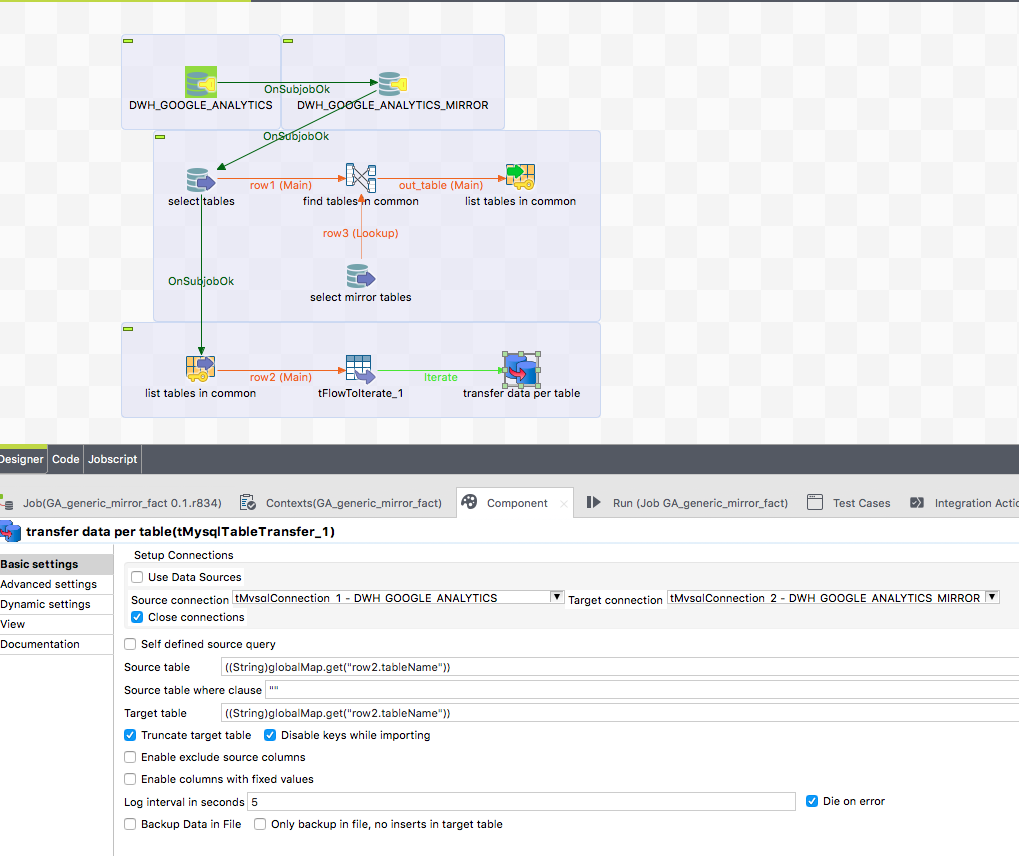 OnSubjobOk
DWH_GOOGLE_ANALYTICS
DWH_GOOGLE_ANALYTICS_MIRROR
OnSubjobOk
row1 (Main)
out_table (Main)
select tables
find tables in common
list tables in common
row3 (Lookup)
OnSubjobOk
select mirror tables
row2 (Main)
Iterate
list tables in common
tFlowToIterate_1
transfer data per table
Designer
Code
Jobscript
Job(GA_generic_mirror_fact 0.1.r834)
Contexts(GA_generic_mirror_fact)
Component
Run (Job GA_generic_mirror_fact)
Test Cases
Integration Actio
transfer data per table(tMysqlTableTransfer_1)
Basic settings
Advanced settings
Dynamic settings
View
Documentation
Setup Connections
Use Data Sources
Source connection tMysqlConnection_1 - DWH_GOOGLE_ANALYTICS Target connection tMysqlConnection_2 - DWH_GOOGLE_ANALYTICS_MIRROR
Close connections
Self defined source query
Source table ((String)globalMap.get("row2.tableName"))
Source table where clause ""
Target table ((String)globalMap.get("row2.tableName"))
Truncate target table Disable keys while importing
Enable exclude source columns
Enable columns with fixed values
Log interval in seconds 5 Die on error
Backup Data in File Only backup in file, no inserts in target table